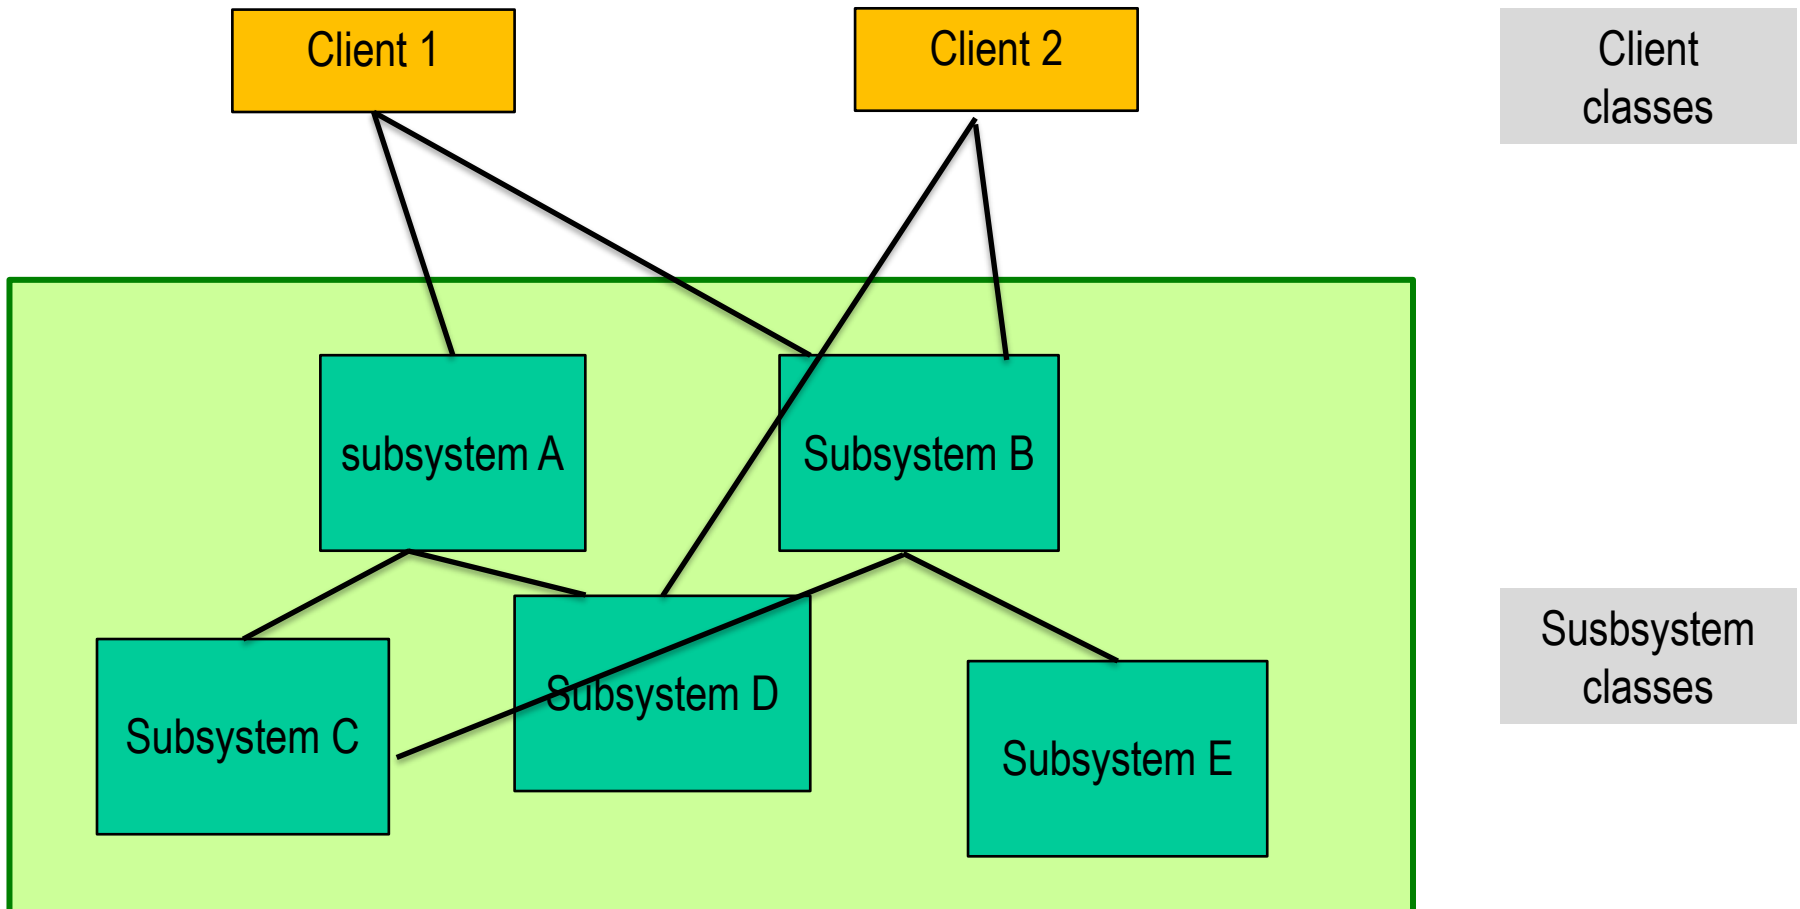 Client 1
Client 2
Client
classes
subsystem A
Subsystem B
Subsystem C
Subsystem D
Subsystem E
Susbsystem
classes